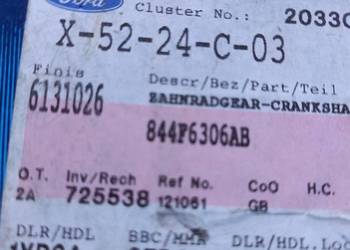 Ford
Cluster No.: 2033
X-52-24-C-03
Finis Descr/Bez/Part/Teil
6131026 ZAHNRADGEAR-CRANKSHA
844F6306AB
O.T. Inv/Rech Ref No. CoO H.C.
2A 725538 121061 GB
DLR/HDL BBC/MMM DLR/HDL.Loc